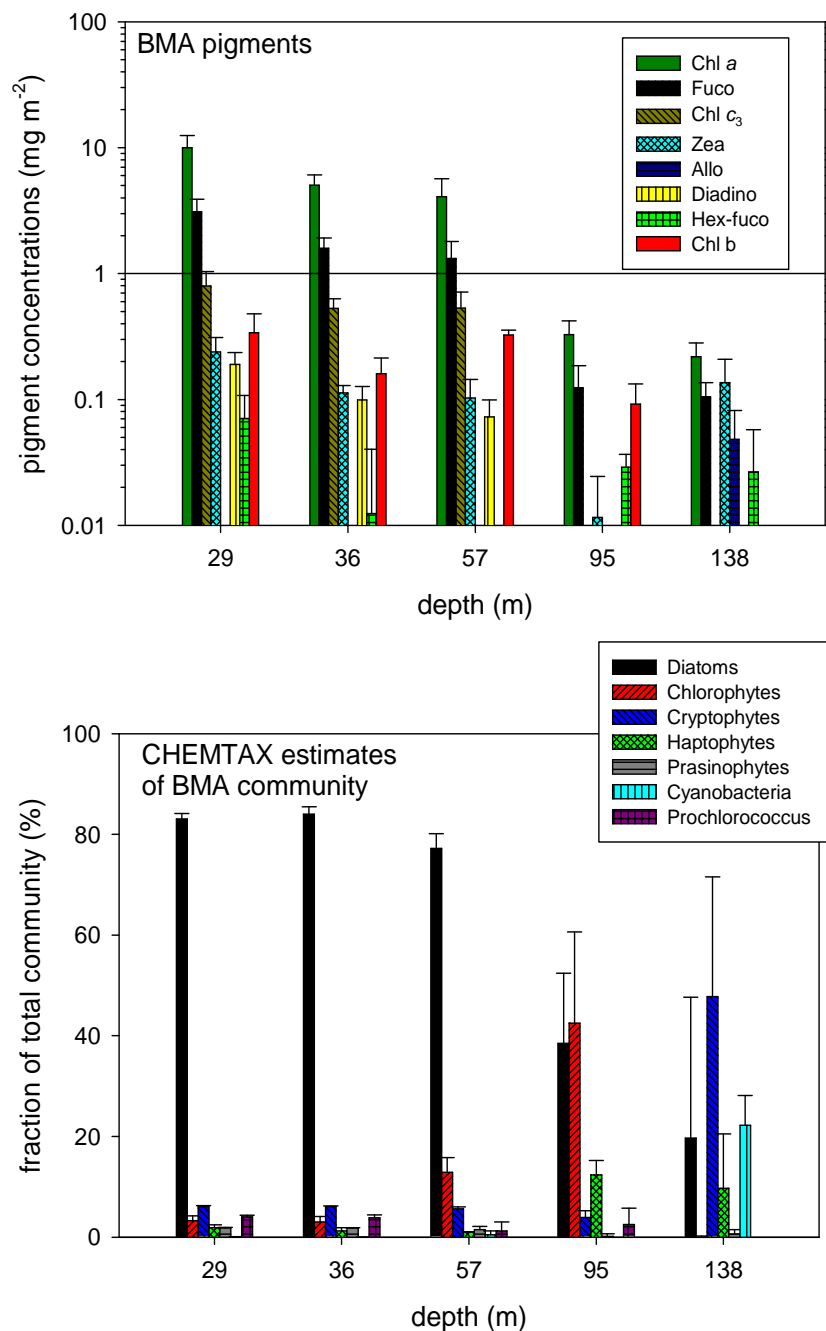 BMA pigments
pigment concentrations (mg m-2)
100
10
1
0.1
0.01
Chl a
Fuco
Chl c3
Zea
Allo
Diadino
Hex-fuco
Chl b
29 36 57 95 138
depth (m)
CHEMTAX estimates
of BMA community
fraction of total community (%)
100
80
60
40
20
0
Diatoms
Chlorophytes
Cryptophytes
Haptophytes
Prasinophytes
Cyanobacteria
Prochlorococcus
29 36 57 95 138
depth (m)